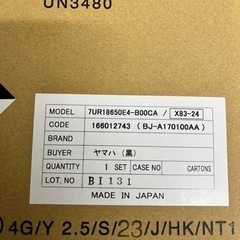 UN3480
MODEL 7UR18650E4-B00CA / X83-24
CODE 166012743 ( BJ-A170100AA )
BRAND
BUYER ヤマハ (黒)
QUANTITY 1 SET CASE NO CARTONS
LOT. NO BI131
MADE IN JAPAN
4G/Y 2.5/S/23/J/HK/NT1